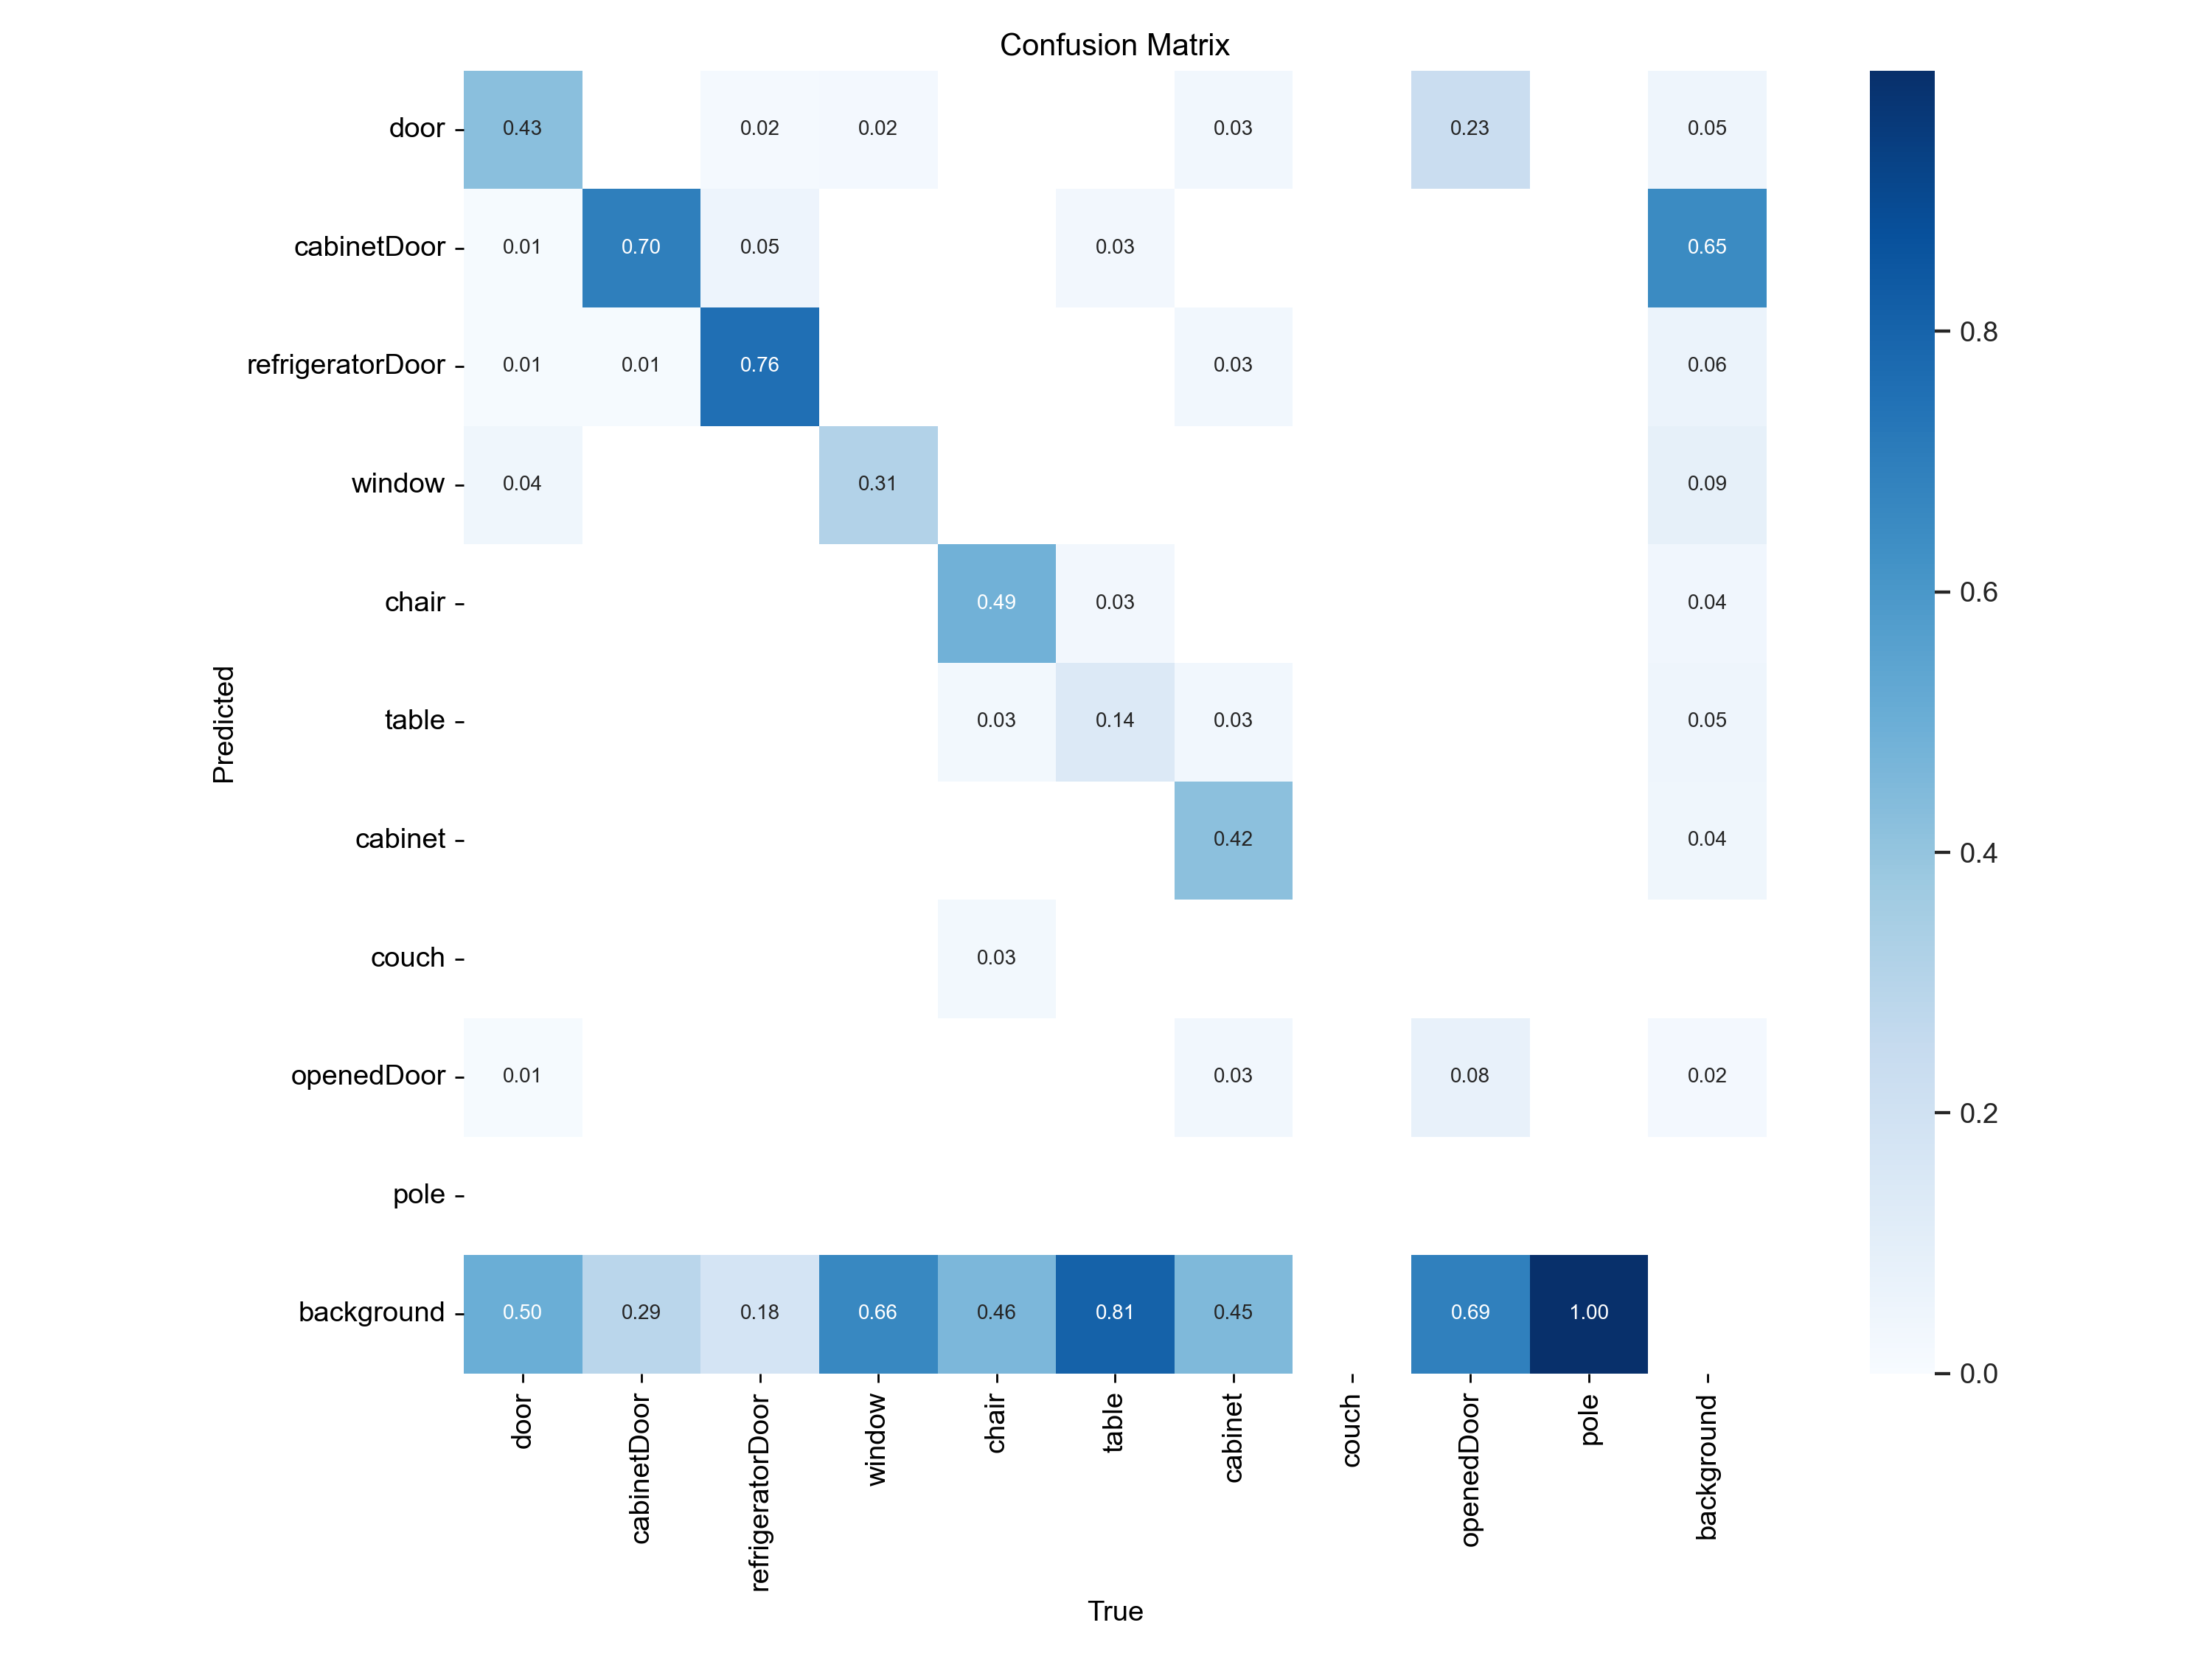 Confusion Matrix
door
0.43
0.02
0.02
0.03
0.23
0.05
cabinetDoor
0.01
0.70
0.05
0.03
0.65
refrigeratorDoor
0.01
0.01
0.76
0.03
0.06
window
0.04
0.31
0.09
chair
0.49
0.03
0.04
table
0.03
0.14
0.03
0.05
cabinet
0.42
0.04
couch
0.03
openedDoor
0.01
0.03
0.08
0.02
pole
background
0.50
0.29
0.18
0.66
0.46
0.81
0.45
0.69
1.00
Predicted
door
cabinetDoor
refrigeratorDoor
window
chair
table
cabinet
couch
openedDoor
pole
background
True
0.8
0.6
0.4
0.2
0.0